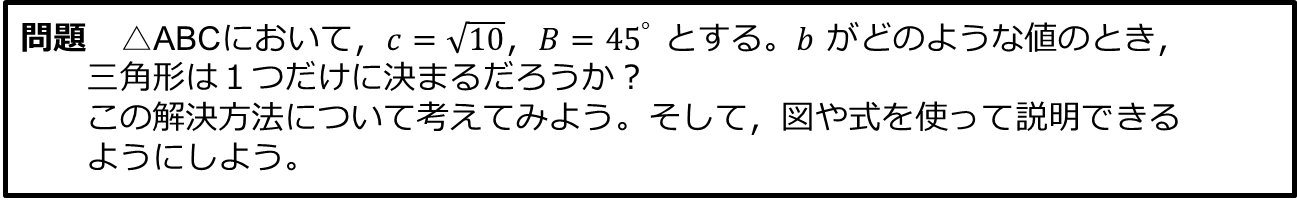 問題　△ABCにおいて，c = √10，B = 45° とする。b がどのような値のとき，
三角形は１つだけに決まるだろうか？
この解決方法について考えてみよう。そして，図や式を使って説明できる
ようにしよう。